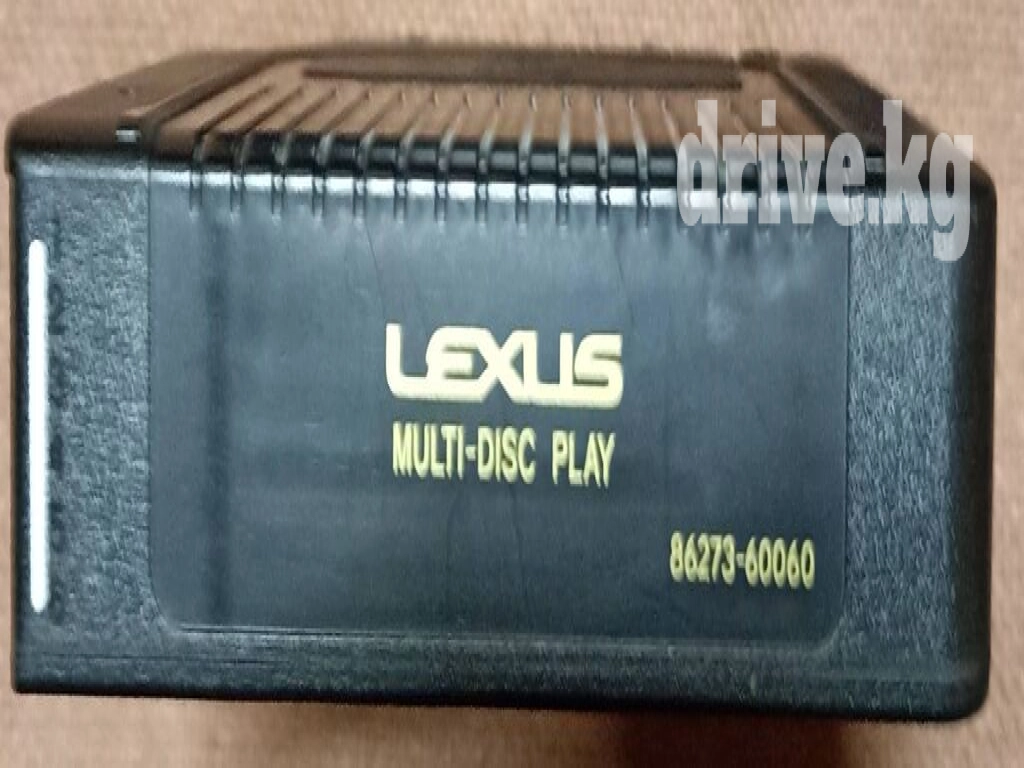 drive.kg
LEXUS
MULTI-DISC PLAY
86273-60060